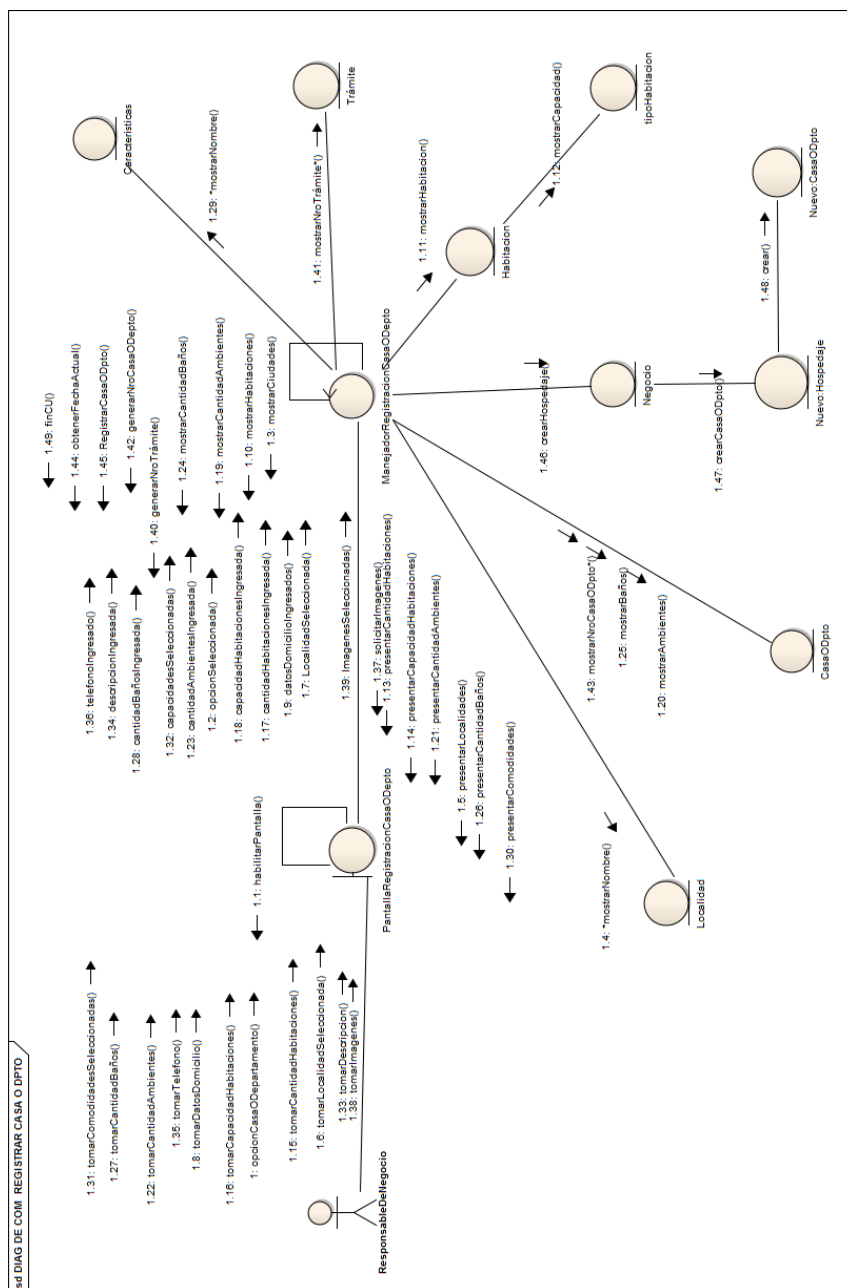 sd DIAG DE COM REGISTRAR CASA O DPTO
1.31: tomarComodidadesSeleccionadas()
1.27: tomarCantidadBaños()
1.22: tomarCantidadAmbientes()
1.35: tomarTelefono()
1.8: tomarDatosDomicilio()
1.16: tomarCapacidadHabitaciones()
1: opcionCasaODepartamento()
1.15: tomarCantidadHabitaciones()
1.6: tomarLocalidadSeleccionada()
1.33: tomarDescripcion()
1.38: tomarImagenes()
ResponsableDeNegocio
1.1: habilitarPantalla()
PantallaRegistracionCasaODepto
1.36: telefonoIngresado()
1.34: descripcionIngresada()
1.28: cantidadBañosIngresada()
1.32: capacidadesSeleccionadas()
1.23: cantidadAmbientesIngresada()
1.2: opcionSeleccionada()
1.18: capacidadHabitacionesIngresada()
1.17: cantidadHabitacionesIngresada()
1.9: datosDomicilioIngresados()
1.7: LocalidadSeleccionada()
1.39: ImagenesSeleccionadas()
1.49: finCU()
1.44: obtenerFechaActual()
1.45: RegistrarCasaODpto()
1.42: generarNroCasaODepto()
1.40: generarNroTrámite()
1.24: mostrarCantidadBaños()
1.19: mostrarCantidadAmbientes()
1.10: mostrarHabitaciones()
1.3: mostrarCiudades()
1.37: solicitarImagenes()
1.13: presentarCantidadHabitaciones()
1.14: presentarCapacidadHabitaciones()
1.21: presentarCantidadAmbientes()
1.5: presentarLocalidades()
1.26: presentarCantidadBaños()
1.30: presentarComodidades()
ManejadorRegistracionCasaODepto
Caracteristicas
1.29: *mostrarNombre()
Trámite
1.41: mostrarNroTrámite*()
1.11: mostrarHabitacion()
Habitacion
1.12: mostrarCapacidad()
tipoHabitacion
1.46: crearHospedaje()
Negocio
1.47: crearCasaODpto()
Nuevo:Hospedaje
1.48: crear()
Nuevo:CasaODpto
1.43: mostrarNroCasaODpto*()
1.25: mostrarBaños()
1.20: mostrarAmbientes()
CasaODpto
1.4: *mostrarNombre()
Localidad